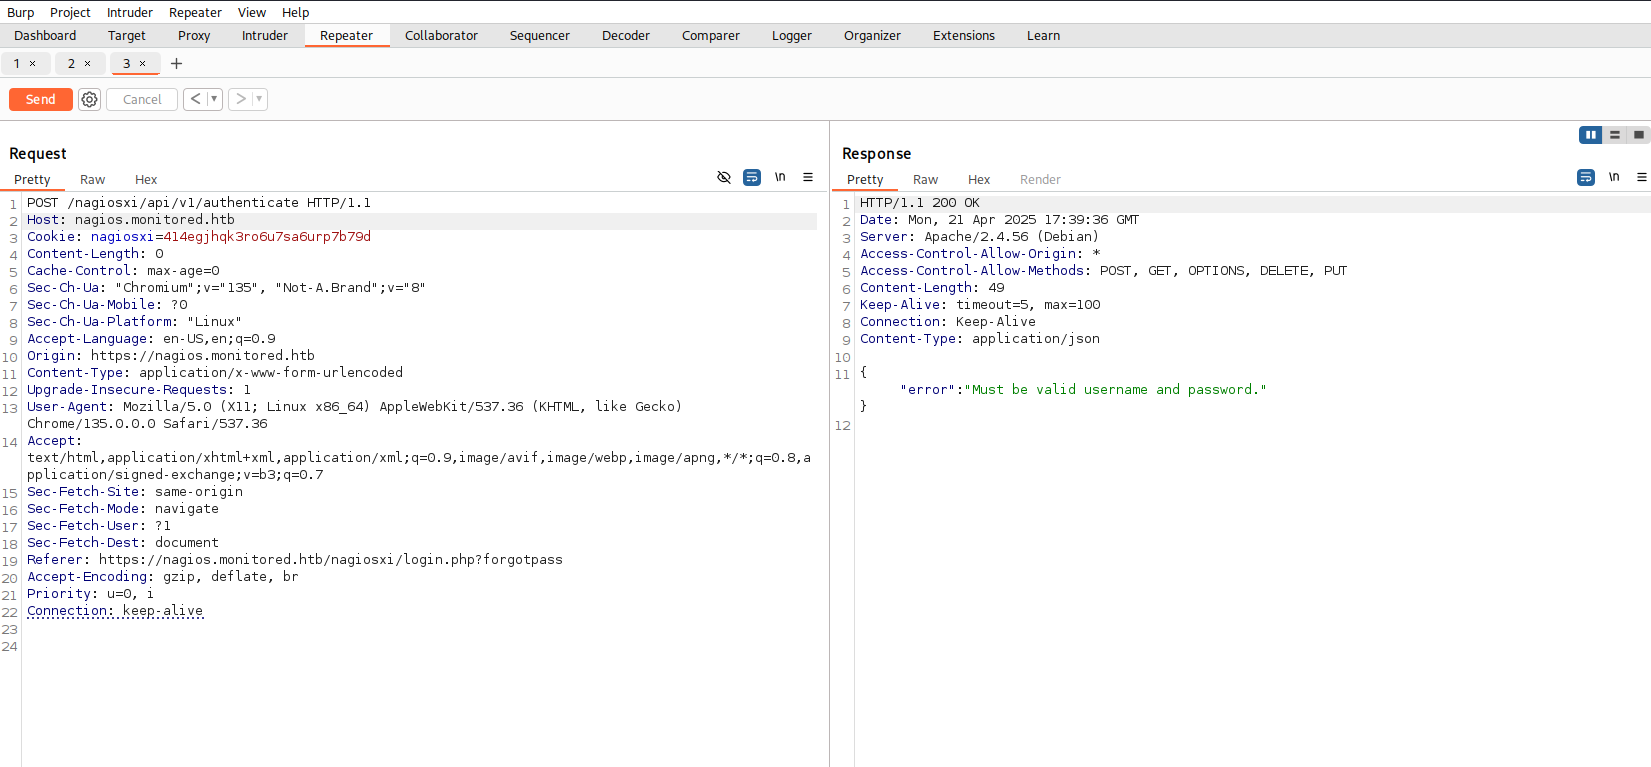 Burp Project Intruder Repeater View Help
Dashboard Target Proxy Intruder Repeater Collaborator Sequencer Decoder Comparer Logger Organizer Extensions Learn
1 × 2 × 3 × +
Send Cancel < ▾ > ▾
Request
Pretty Raw Hex \n
1 POST /nagiosxi/api/v1/authenticate HTTP/1.1
2 Host: nagios.monitored.htb
3 Cookie: nagiosxi=414egjhqk3ro6u7sa6urp7b79d
4 Content-Length: 0
5 Cache-Control: max-age=0
6 Sec-Ch-Ua: "Chromium";v="135", "Not-A.Brand";v="8"
7 Sec-Ch-Ua-Mobile: ?0
8 Sec-Ch-Ua-Platform: "Linux"
9 Accept-Language: en-US,en;q=0.9
10 Origin: https://nagios.monitored.htb
11 Content-Type: application/x-www-form-urlencoded
12 Upgrade-Insecure-Requests: 1
13 User-Agent: Mozilla/5.0 (X11; Linux x86_64) AppleWebKit/537.36 (KHTML, like Gecko)
Chrome/135.0.0.0 Safari/537.36
14 Accept:
text/html,application/xhtml+xml,application/xml;q=0.9,image/avif,image/webp,image/apng,*/*;q=0.8,a
pplication/signed-exchange;v=b3;q=0.7
15 Sec-Fetch-Site: same-origin
16 Sec-Fetch-Mode: navigate
17 Sec-Fetch-User: ?1
18 Sec-Fetch-Dest: document
19 Referer: https://nagios.monitored.htb/nagiosxi/login.php?forgotpass
20 Accept-Encoding: gzip, deflate, br
21 Priority: u=0, i
22 Connection: keep-alive
23
24
Response
Pretty Raw Hex Render \n
1 HTTP/1.1 200 OK
2 Date: Mon, 21 Apr 2025 17:39:36 GMT
3 Server: Apache/2.4.56 (Debian)
4 Access-Control-Allow-Origin: *
5 Access-Control-Allow-Methods: POST, GET, OPTIONS, DELETE, PUT
6 Content-Length: 49
7 Keep-Alive: timeout=5, max=100
8 Connection: Keep-Alive
9 Content-Type: application/json
10
11 {
"error":"Must be valid username and password."
}
12